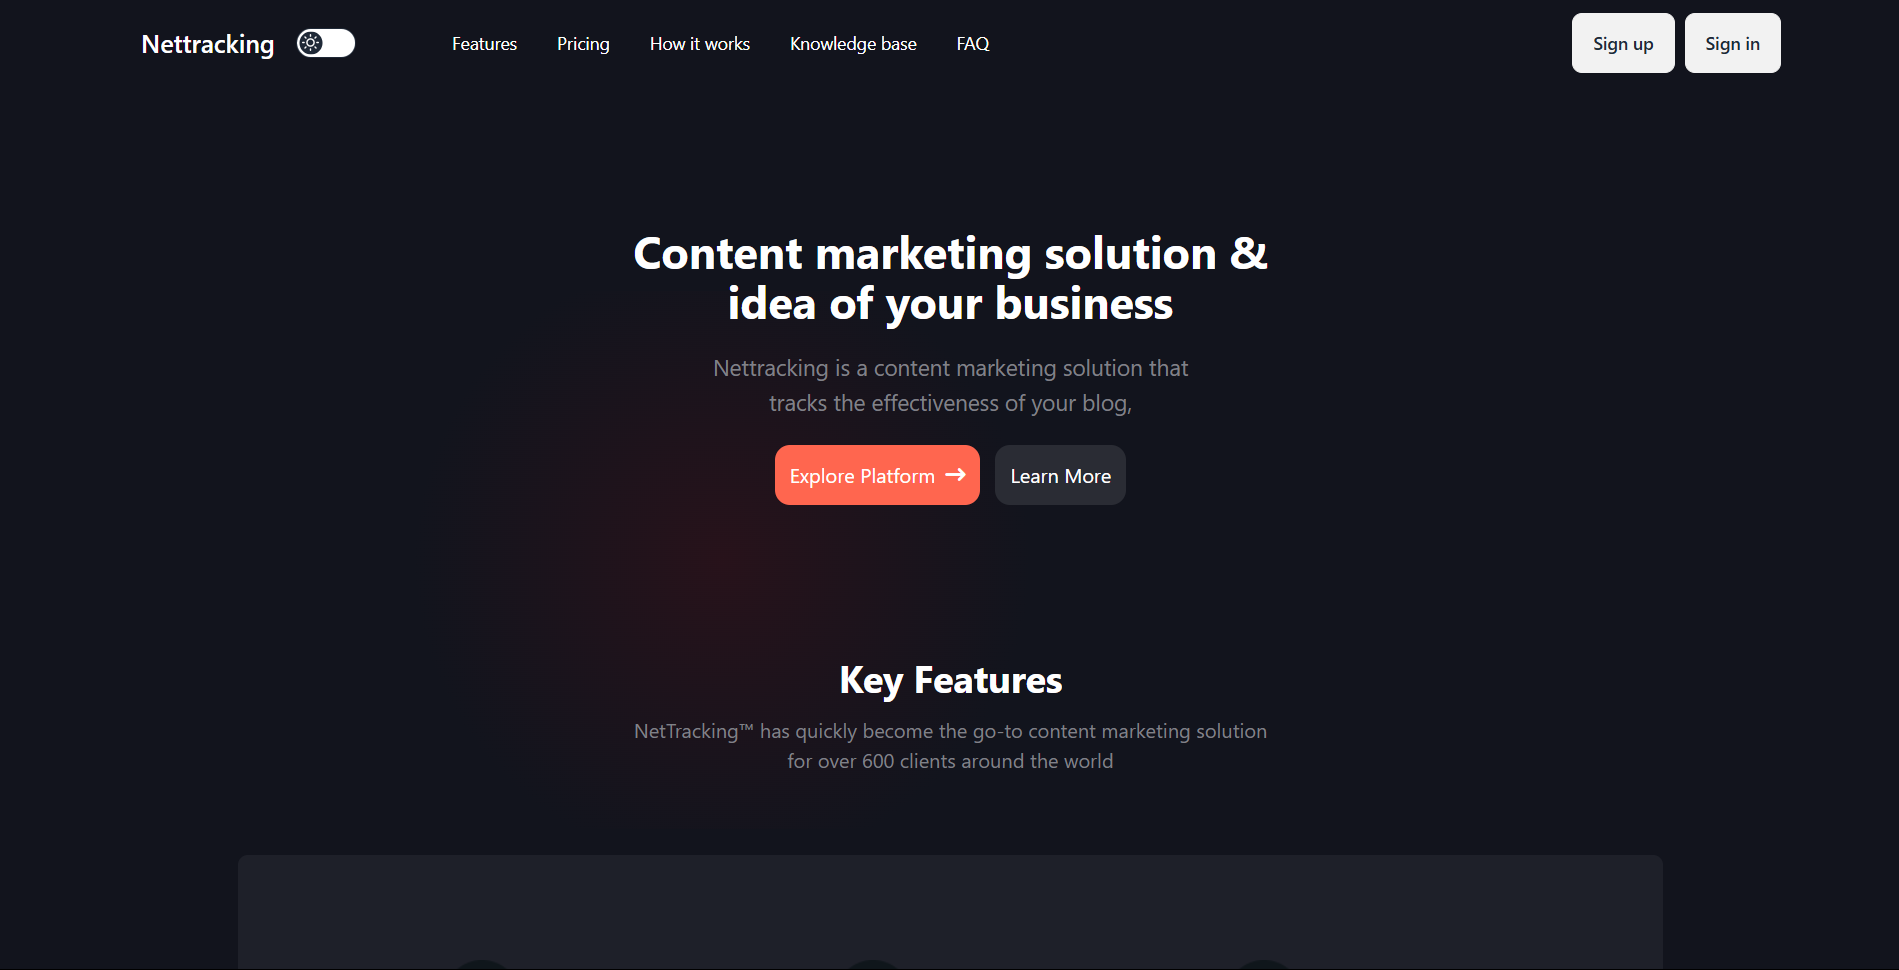 Nettracking
Features
Pricing
How it works
Knowledge base
FAQ
Sign up
Sign in
Content marketing solution &
idea of your business
Nettracking is a content marketing solution that
tracks the effectiveness of your blog,
Explore Platform →
Learn More
Key Features
NetTracking™ has quickly become the go-to content marketing solution
for over 600 clients around the world